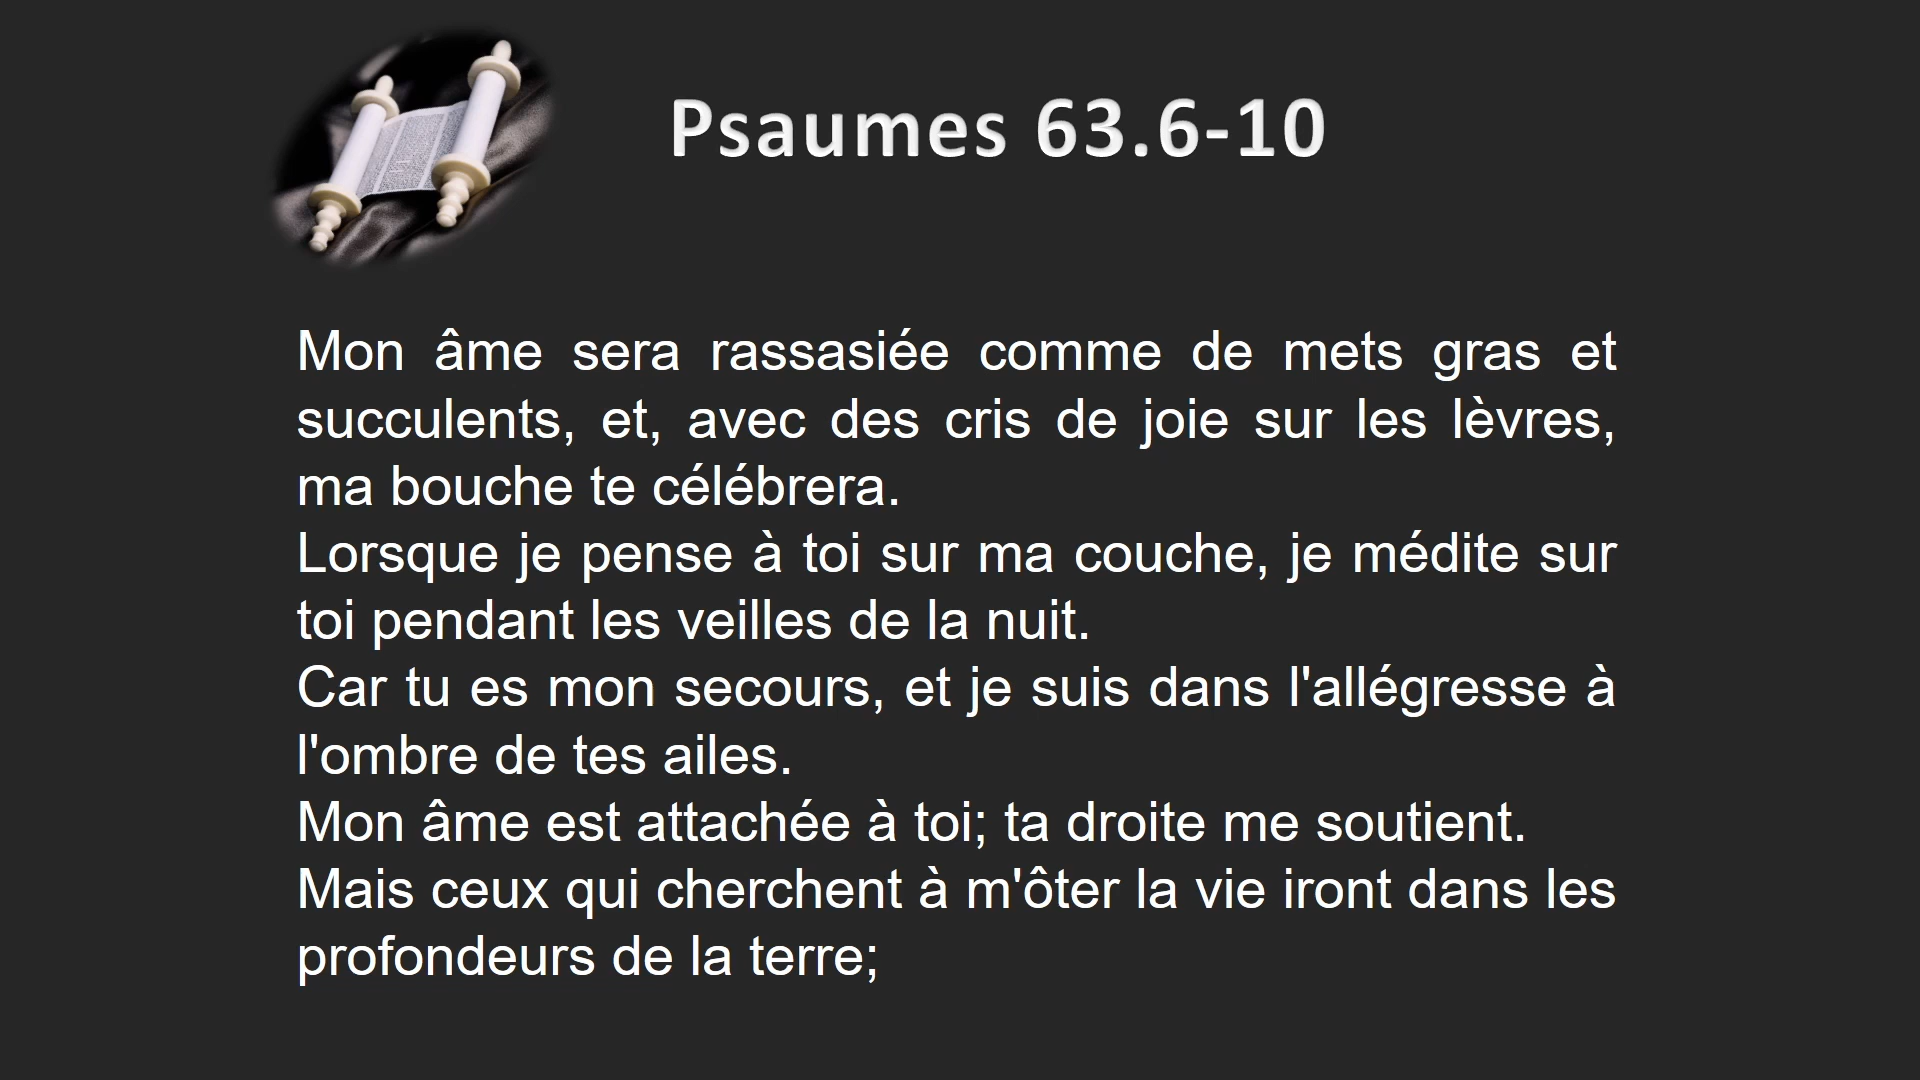 Psaumes 63.6-10
Mon âme sera rassasiée comme de mets gras et
succulents, et, avec des cris de joie sur les lèvres,
ma bouche te célébrera.
Lorsque je pense à toi sur ma couche, je médite sur
toi pendant les veilles de la nuit.
Car tu es mon secours, et je suis dans l'allégresse à
l'ombre de tes ailes.
Mon âme est attachée à toi; ta droite me soutient.
Mais ceux qui cherchent à m'ôter la vie iront dans les
profondeurs de la terre;